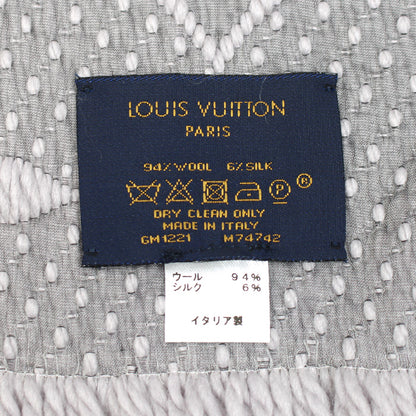 LOUIS VUITTON
PARIS
94% WOOL 6% SILK
P ®
DRY CLEAN ONLY
MADE IN ITALY
GM1221 M74742
ウール 94%
シルク 6%
イタリア製